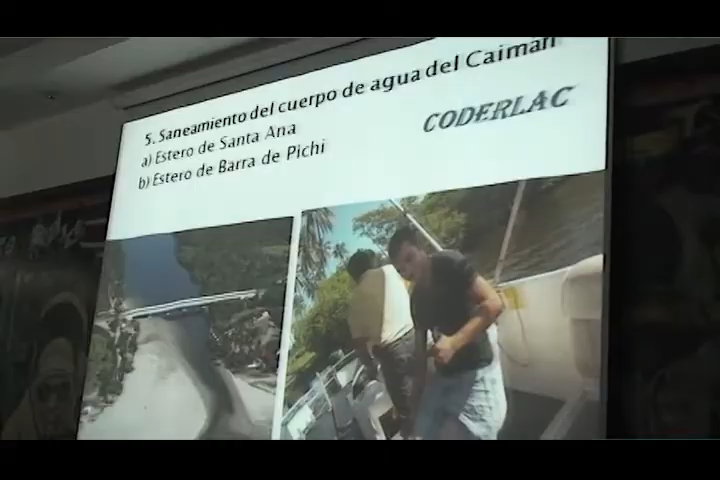 5. Saneamiento del cuerpo de agua del Caiman
a) Estero de Santa Ana
b) Estero de Barra de Pichi
CODERLAC